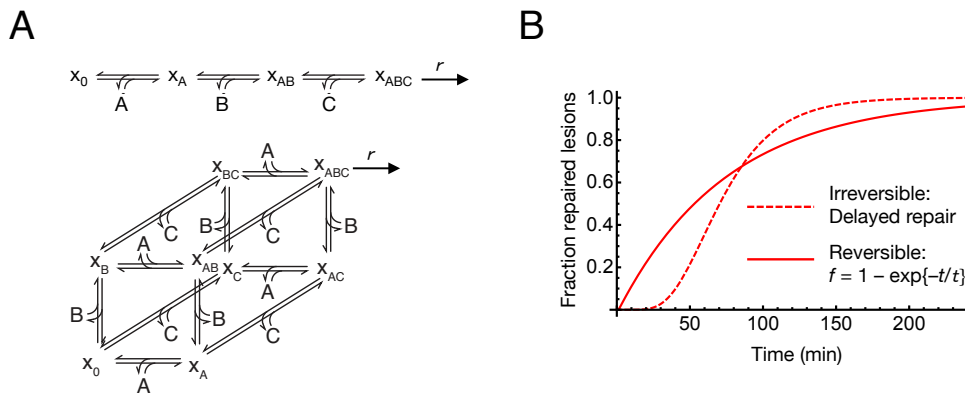 A
r
x0 xA xAB xABC
A B C
A r
xBC xABC
A C B C B
xB xAB xC xAC
A
B C B C
x0 xA
A
B
Fraction repaired lesions
1.0
0.8
0.6
0.4
0.2
Irreversible:
Delayed repair
Reversible:
f = 1 − exp{−t/t}
50 100 150 200
Time (min)